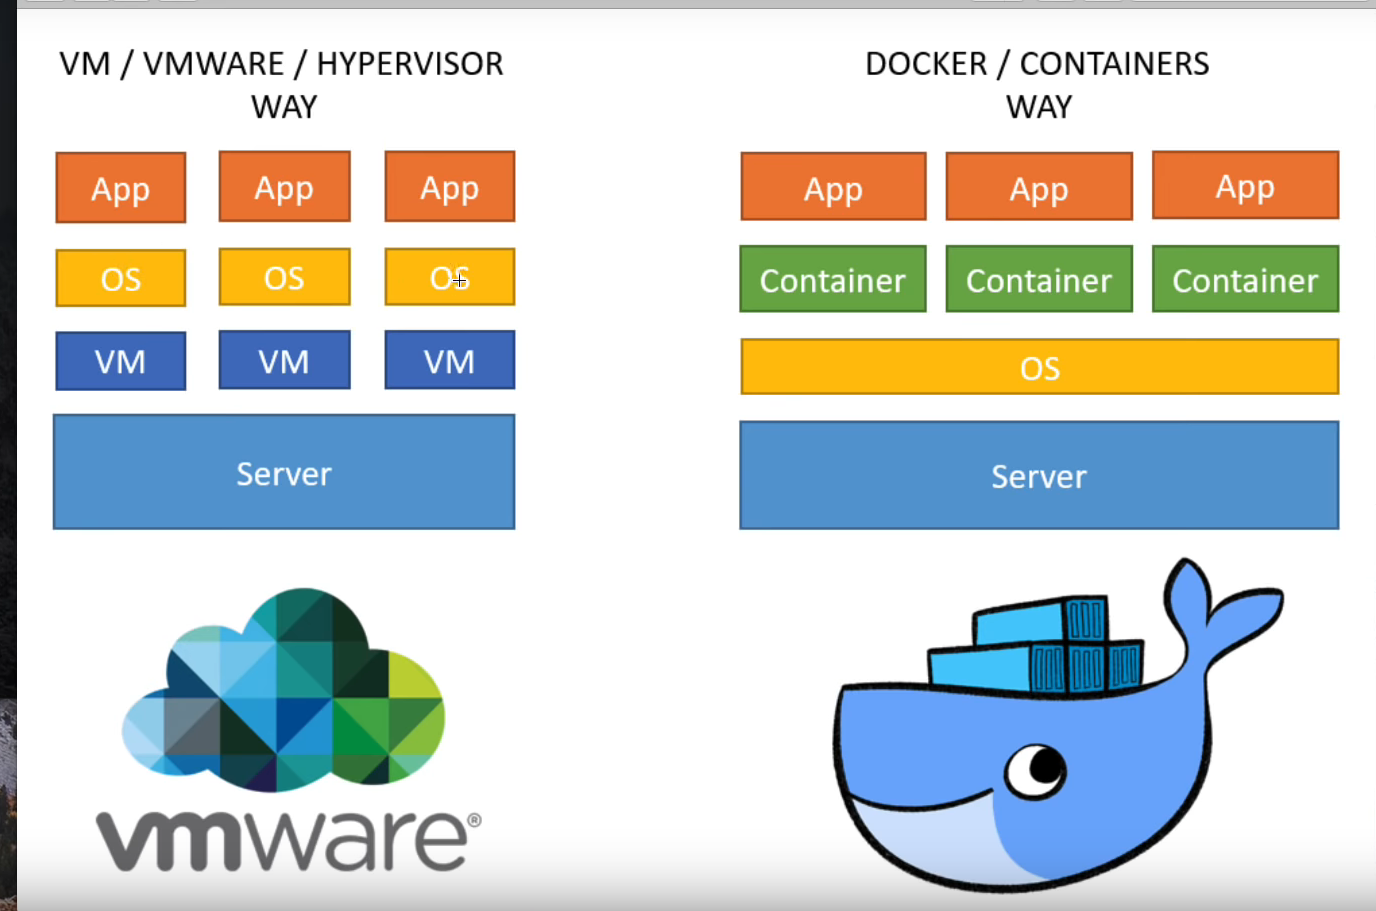 VM / VMWARE / HYPERVISOR
WAY
App App App
OS OS OS
VM VM VM
Server
vmware®
DOCKER / CONTAINERS
WAY
App App App
Container Container Container
OS
Server